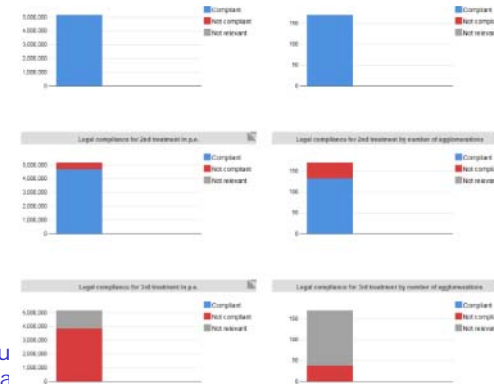 5,000,000
4,000,000
3,000,000
2,000,000
1,000,000
0
Compliant
Not compliant
Not relevant
150
100
50
0
Compliant
Not compliant
Not relevant
Legal compliance for 2nd treatment in p.e.
5,000,000
4,000,000
3,000,000
2,000,000
1,000,000
0
Compliant
Not compliant
Not relevant
Legal compliance for 2nd treatment by number of agglomerations
150
100
50
0
Compliant
Not relevant
Legal compliance for 3rd treatment in p.e.
5,000,000
4,000,000
3,000,000
2,000,000
1,000,000
0
Compliant
Not compliant
Not relevant
Legal compliance for 3rd treatment by number of agglomerations
150
100
50
0
Compliant